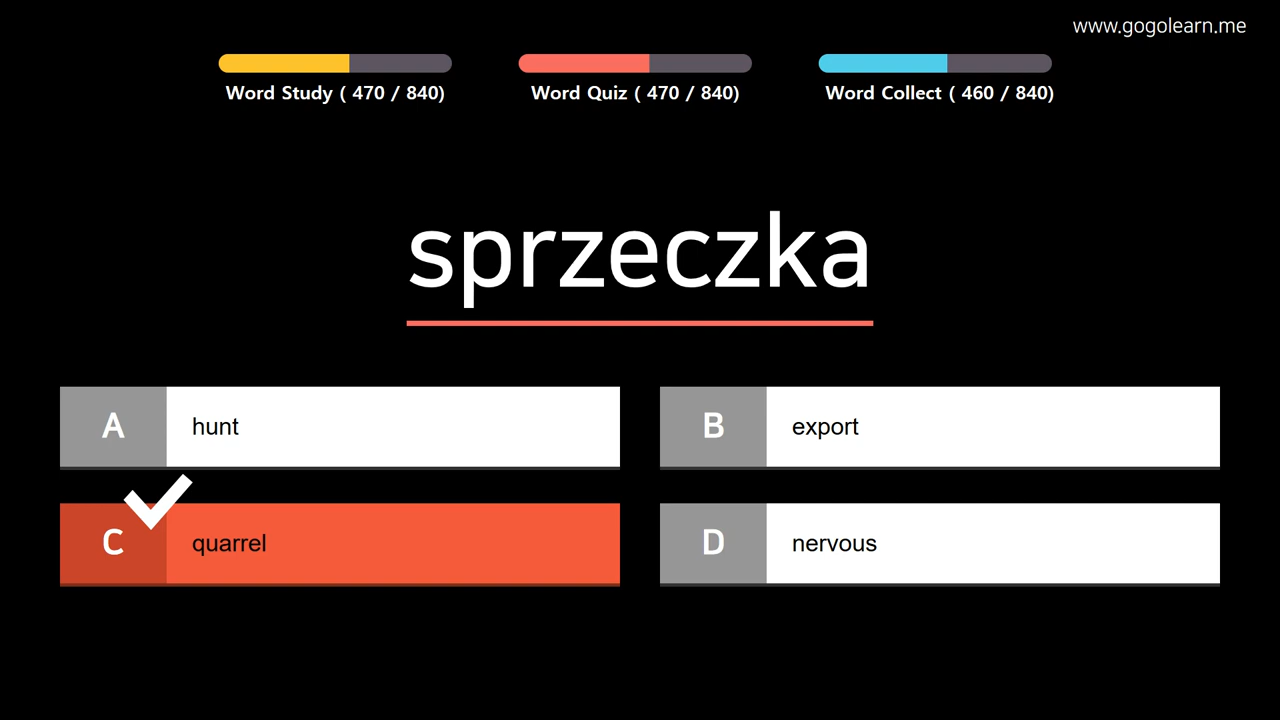 www.gogolearn.me
Word Study ( 470 / 840)
Word Quiz ( 470 / 840)
Word Collect ( 460 / 840)
sprzeczka
A hunt
B export
C quarrel
D nervous